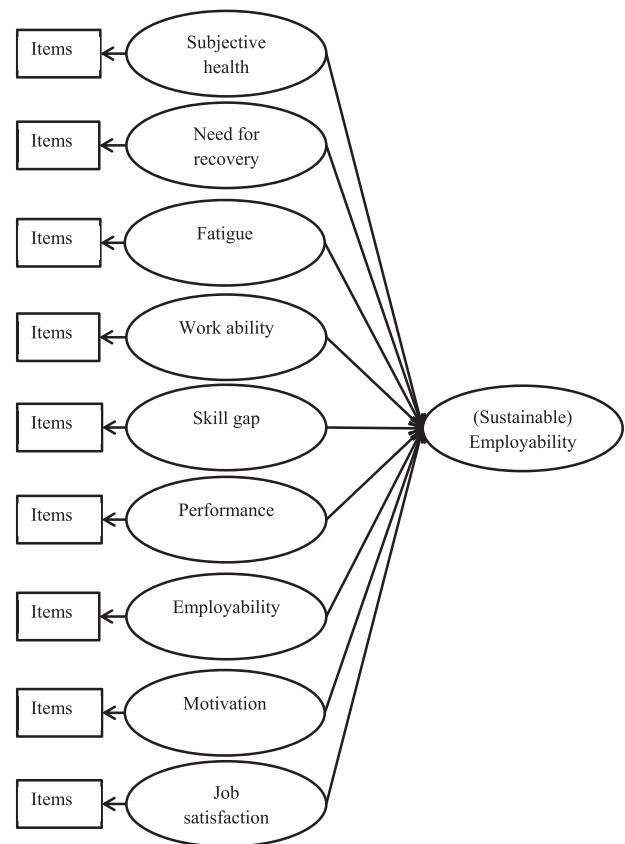 Items
Subjective
health
Items
Need for
recovery
Items
Fatigue
Items
Work ability
Items
Skill gap
(Sustainable)
Employability
Items
Performance
Items
Employability
Items
Motivation
Items
Job
satisfaction